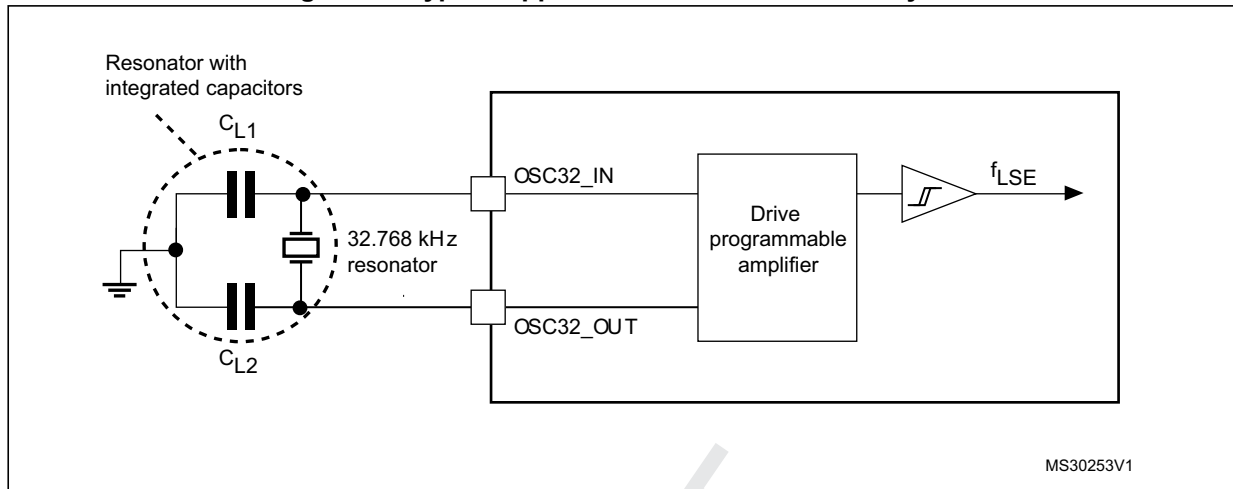 Resonator with
integrated capacitors
CL1
OSC32_IN
fLSE
Drive
programmable
amplifier
32.768 kHz
resonator
OSC32_OUT
CL2
MS30253V1